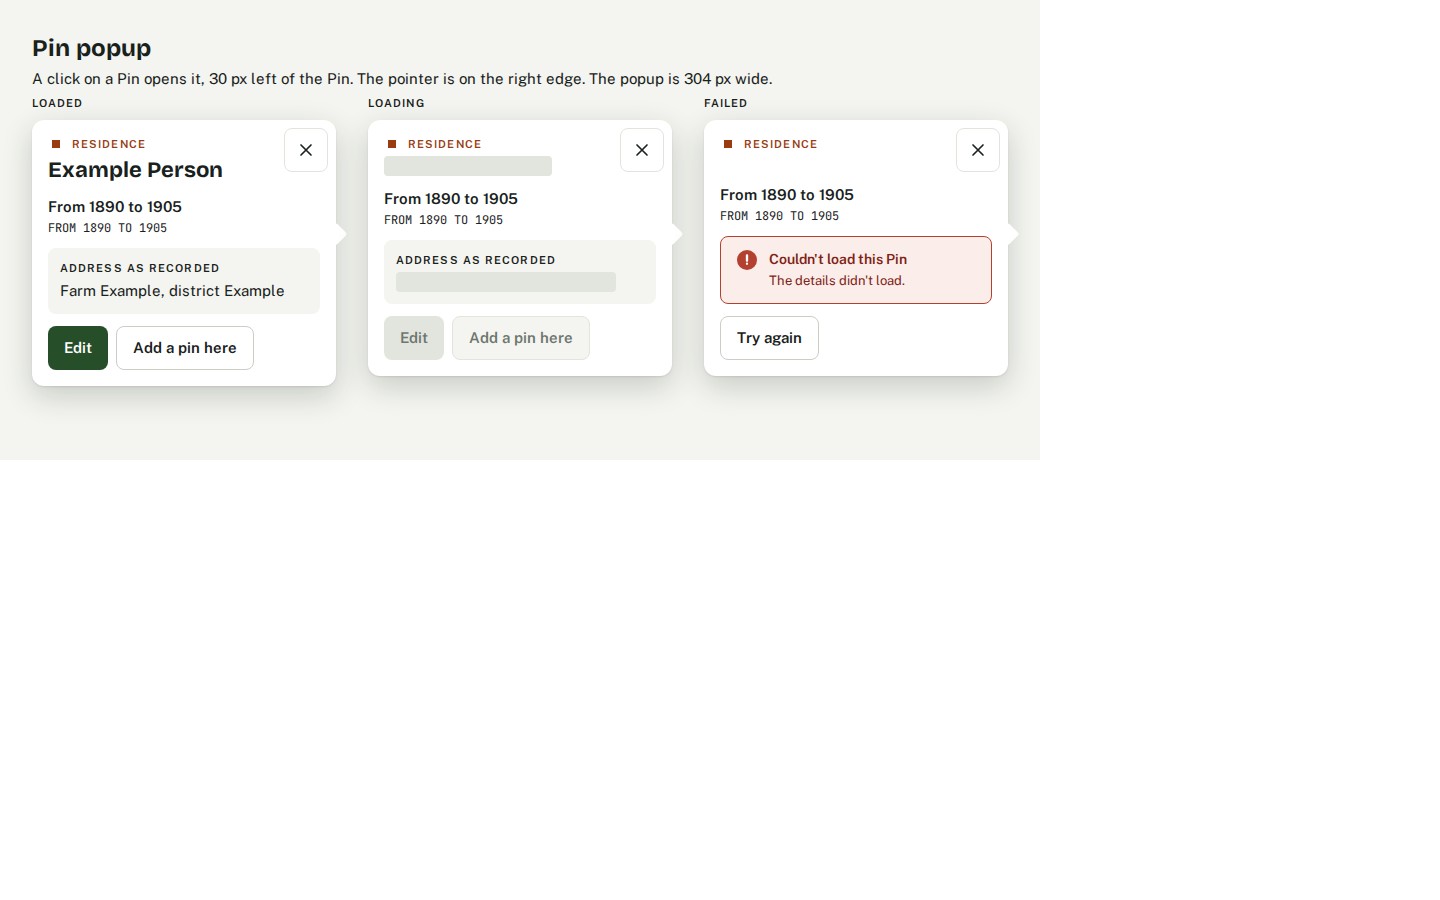 Pin popup
A click on a Pin opens it, 30 px left of the Pin. The pointer is on the right edge. The popup is 304 px wide.
LOADED
RESIDENCE
Example Person
From 1890 to 1905
FROM 1890 TO 1905
ADDRESS AS RECORDED
Farm Example, district Example
Edit
Add a pin here
LOADING
RESIDENCE
From 1890 to 1905
FROM 1890 TO 1905
ADDRESS AS RECORDED
Edit
Add a pin here
FAILED
RESIDENCE
From 1890 to 1905
FROM 1890 TO 1905
Couldn't load this Pin
The details didn't load.
Try again